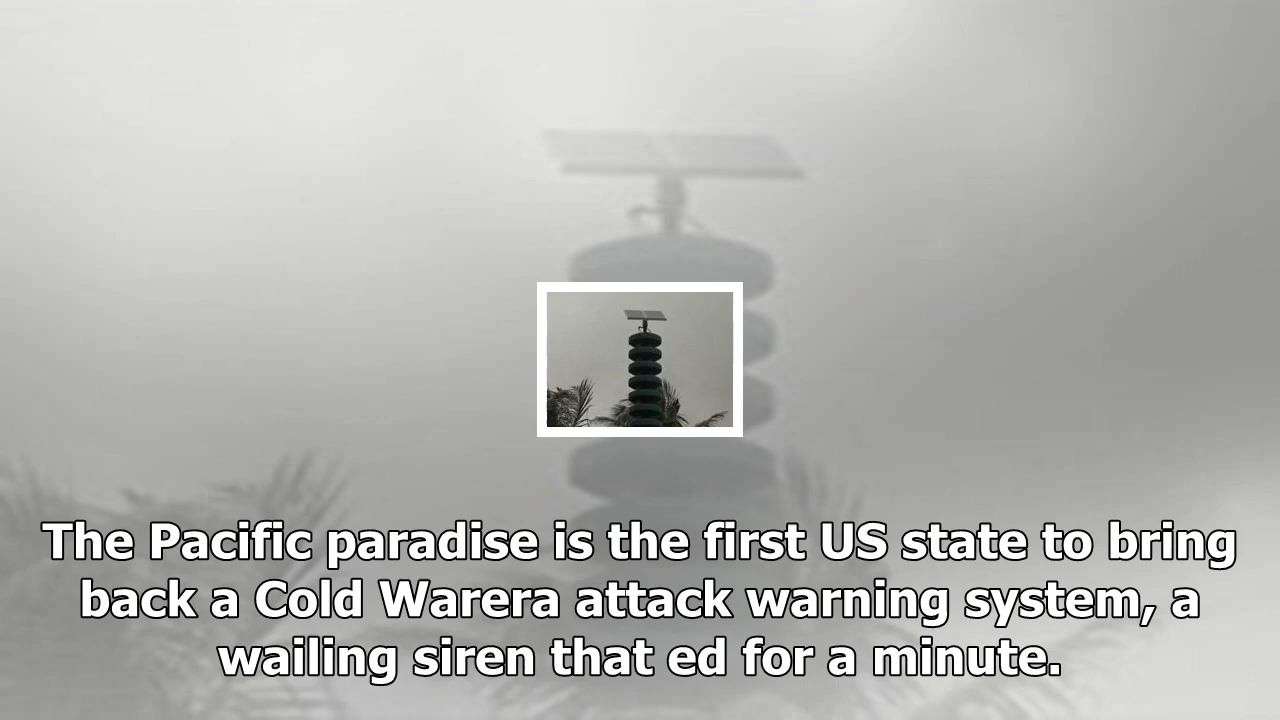 The Pacific paradise is the first US state to bring
back a Cold Warera attack warning system, a
wailing siren that ed for a minute.